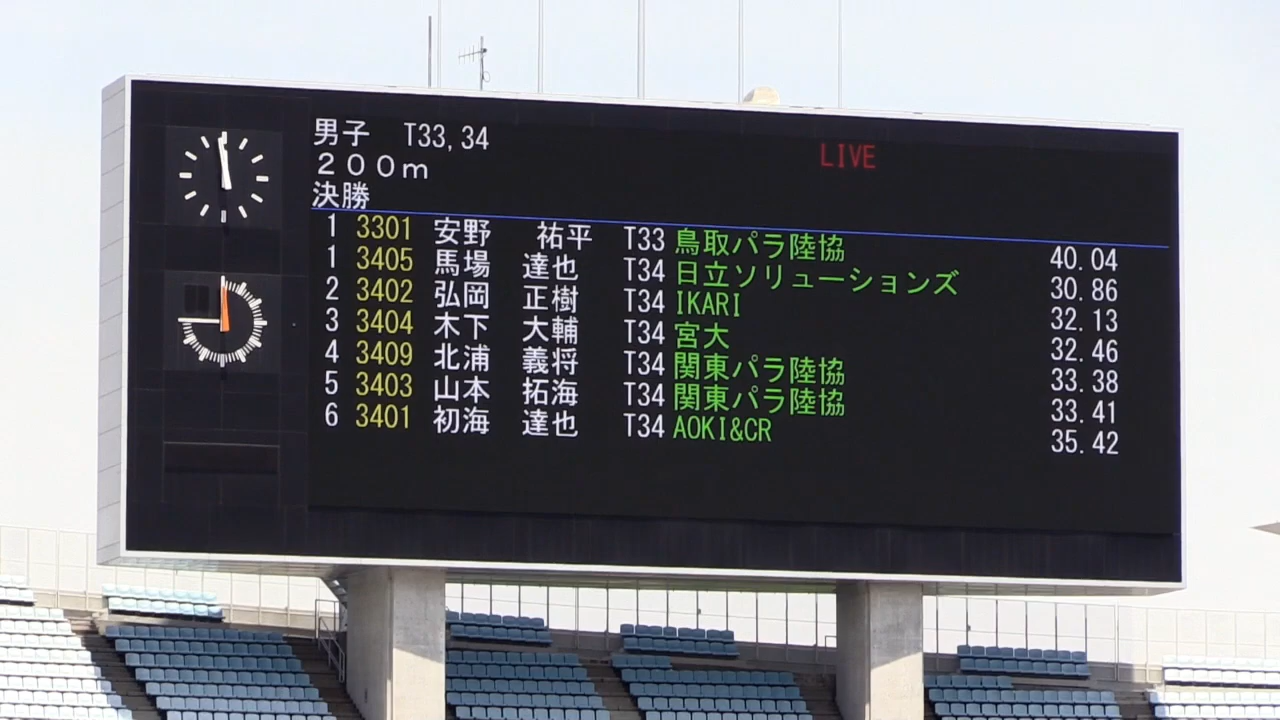 男子 T33,34
LIVE
200m
決勝
1 3301 安野 祐平 T33 鳥取パラ陸協 40.04
1 3405 馬場 達也 T34 日立ソリューションズ 30.86
2 3402 弘岡 正樹 T34 IKARI 32.13
3 3404 木下 大輔 T34 宮大 32.46
4 3409 北浦 義将 T34 関東パラ陸協 33.38
5 3403 山本 拓海 T34 関東パラ陸協 33.41
6 3401 初海 達也 T34 AOKI&CR 35.42